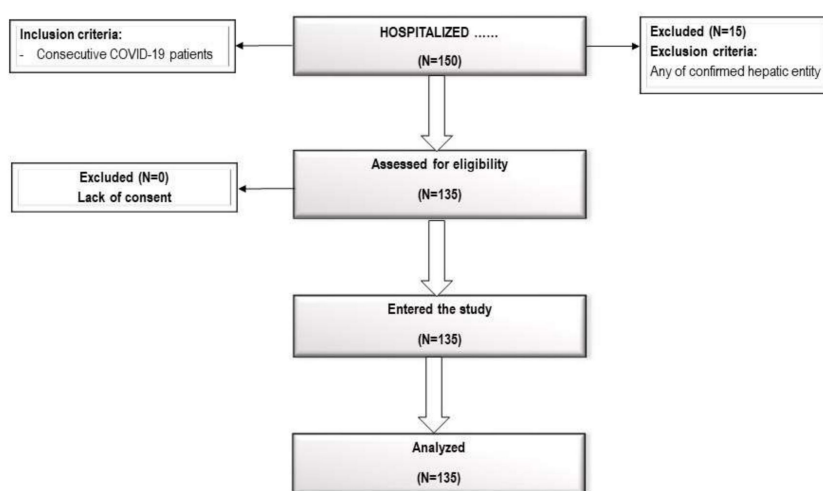 Inclusion criteria:
- Consecutive COVID-19 patients
HOSPITALIZED ......
(N=150)
Excluded (N=15)
Exclusion criteria:
Any of confirmed hepatic entity
Assessed for eligibility
(N=135)
Excluded (N=0)
Lack of consent
Entered the study
(N=135)
Analyzed
(N=135)